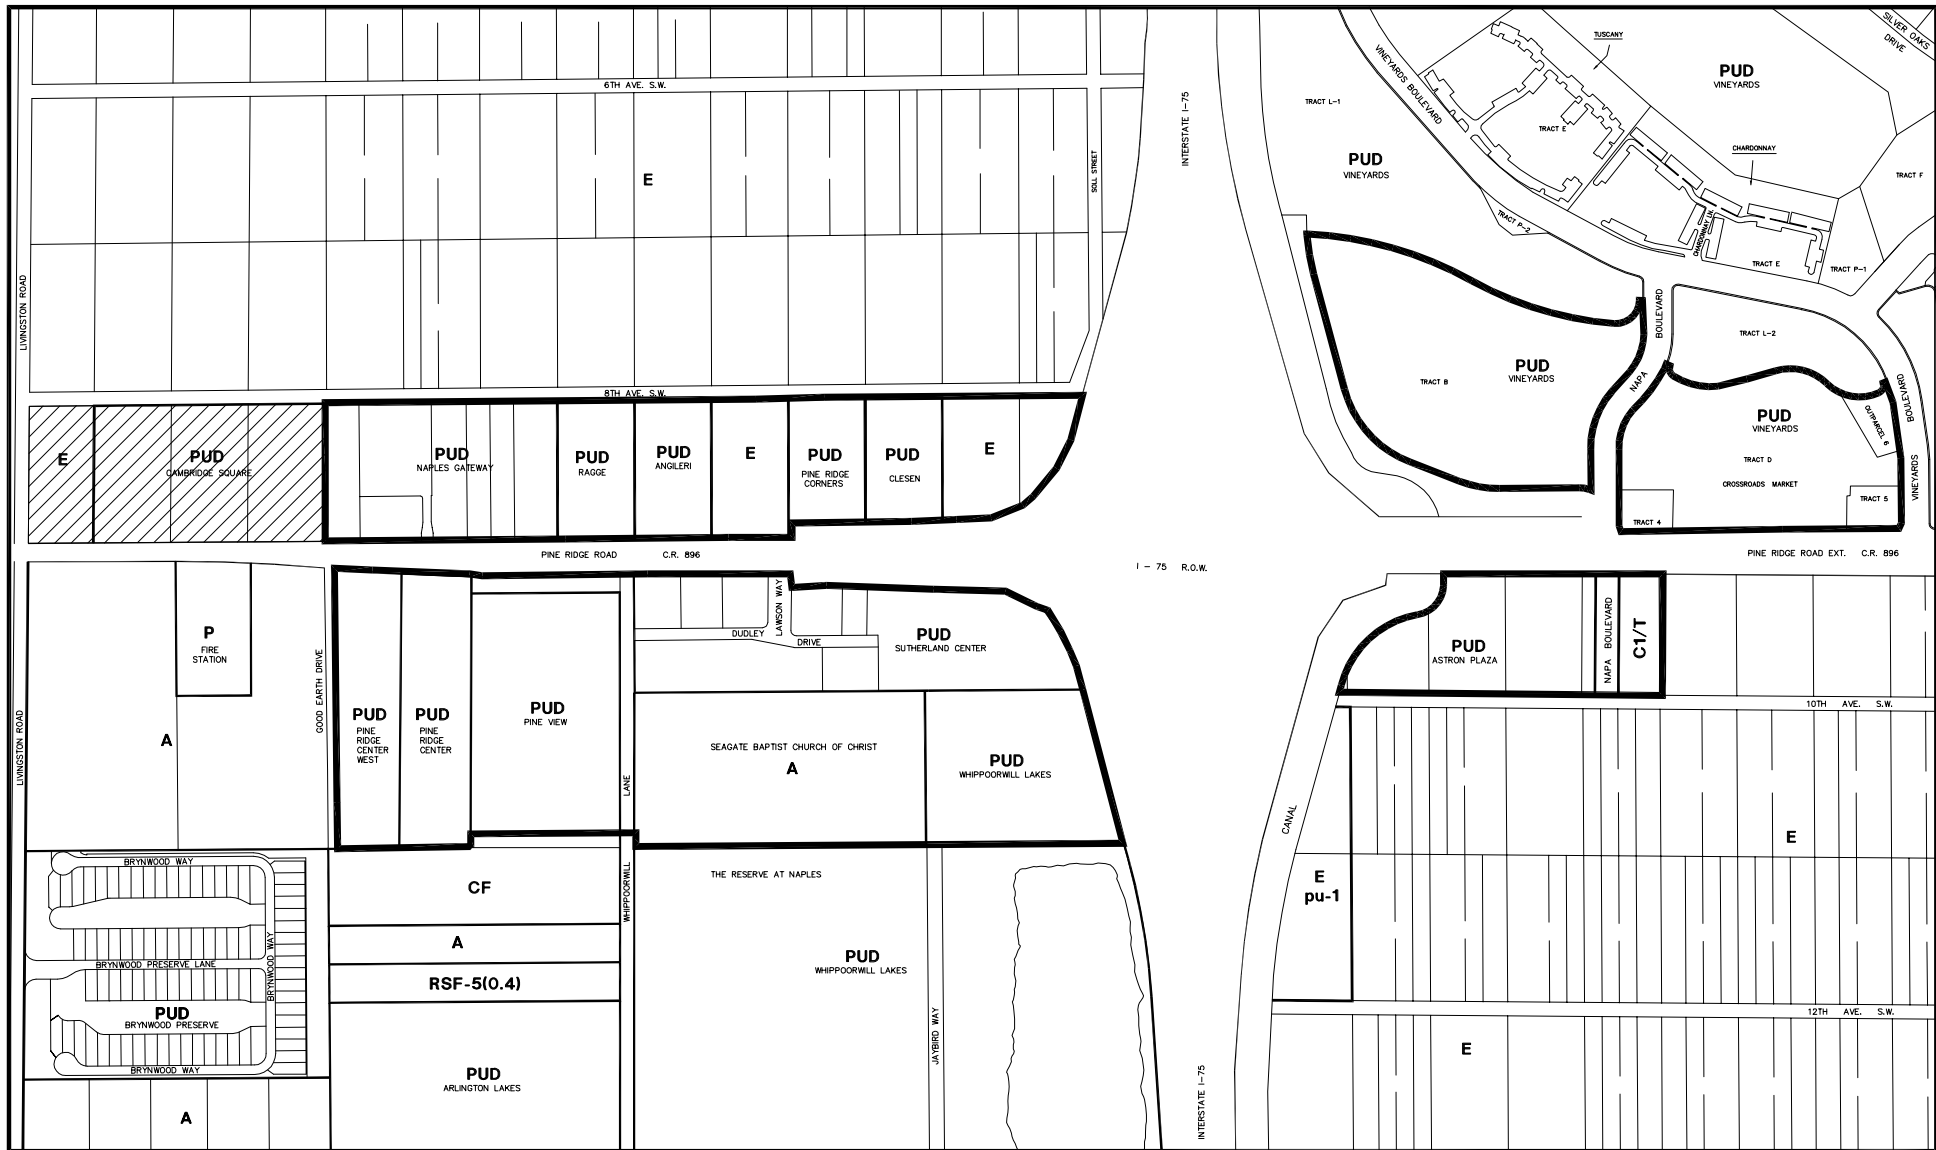 6TH AVE. S.W.
E
SOLL STREET
INTERSTATE I-75
LIVINGSTON ROAD
8TH AVE. S.W.
VINEYARDS BOULEVARD
TUSCANY
PUD
VINEYARDS
SILVER OAKS
DRIVE
TRACT L-1
TRACT E
PUD
VINEYARDS
CHARDONNAY
TRACT F
TRACT P-2
CHARDONNAY LN.
TRACT E
TRACT P-1
BOULEVARD
NAPA
TRACT L-2
PUD
VINEYARDS
TRACT B
BOULEVARD
VINEYARDS
OUTPARCEL 6
PUD
VINEYARDS
TRACT D
CROSSROADS MARKET
TRACT 5
TRACT 4
E
PUD
CAMBRIDGE SQUARE
PUD
NAPLES GATEWAY
PUD
RAGGE
PUD
ANGILERI
E
PUD
PINE RIDGE
CORNERS
PUD
CLESEN
E
PINE RIDGE ROAD C.R. 896
I - 75 R.O.W.
PINE RIDGE ROAD EXT. C.R. 896
P
FIRE
STATION
GOOD EARTH DRIVE
A
LIVINGSTON ROAD
PUD
PINE
RIDGE
CENTER
WEST
PUD
PINE
RIDGE
CENTER
PUD
PINE VIEW
LANE
WHIPPOORWILL
DUDLEY
DRIVE
LAWSON WAY
PUD
SUTHERLAND CENTER
SEAGATE BAPTIST CHURCH OF CHRIST
A
PUD
WHIPPOORWILL LAKES
PUD
ASTRON PLAZA
NAPA BOULEVARD
C1/T
10TH AVE. S.W.
CANAL
E
E
pu-1
12TH AVE. S.W.
E
BRYNWOOD WAY
BRYNWOOD WAY
BRYNWOOD PRESERVE LANE
PUD
BRYNWOOD PRESERVE
BRYNWOOD WAY
A
CF
A
RSF-5(0.4)
PUD
ARLINGTON LAKES
THE RESERVE AT NAPLES
PUD
WHIPPOORWILL LAKES
JAYBIRD WAY
INTERSTATE I-75